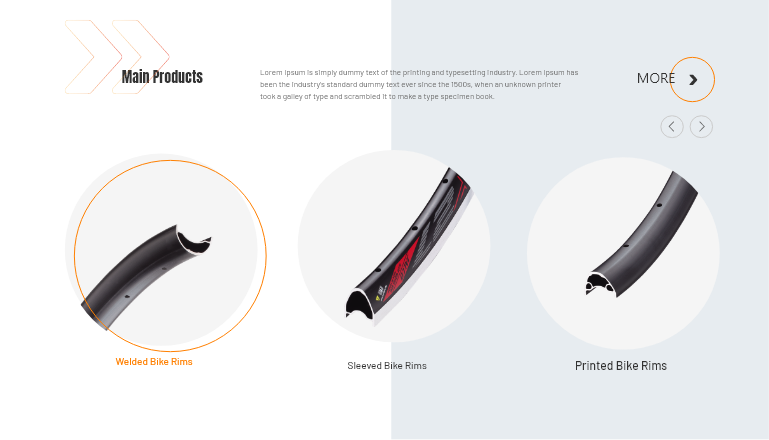 Main Products
Lorem Ipsum is simply dummy text of the printing and typesetting industry. Lorem Ipsum has
been the industry's standard dummy text ever since the 1500s, when an unknown printer
took a galley of type and scrambled it to make a type specimen book.
MORE
Welded Bike Rims
Sleeved Bike Rims
Printed Bike Rims